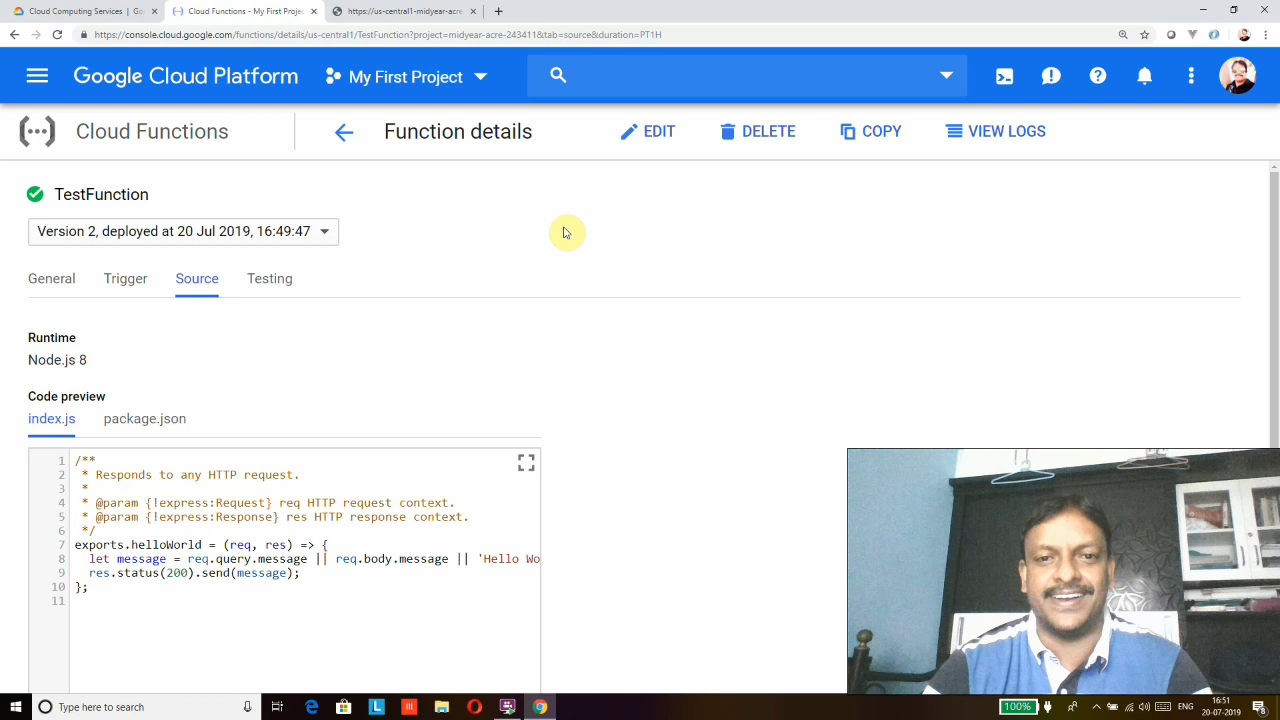 Cloud Computing Services | Go
Cloud Functions - My First Projec
https://us-central1-midyear-acre
https://console.cloud.google.com/functions/details/us-central1/TestFunction?project=midyear-acre-243411&tab=source&duration=PT1H
Google Cloud Platform
My First Project
Cloud Functions
Function details
EDIT
DELETE
COPY
VIEW LOGS
TestFunction
Version 2, deployed at 20 Jul 2019, 16:49:47
General
Trigger
Source
Testing
Runtime
Node.js 8
Code preview
index.js
package.json
1 /**
2 * Responds to any HTTP request.
3 *
4 * @param {!express:Request} req HTTP request context.
5 * @param {!express:Response} res HTTP response context.
6 */
7 exports.helloWorld = (req, res) => {
8 let message = req.query.message || req.body.message || 'Hello Wo
9 res.status(200).send(message);
10 };
11
Type here to search
100%
ENG
16:51
20-07-2019
8